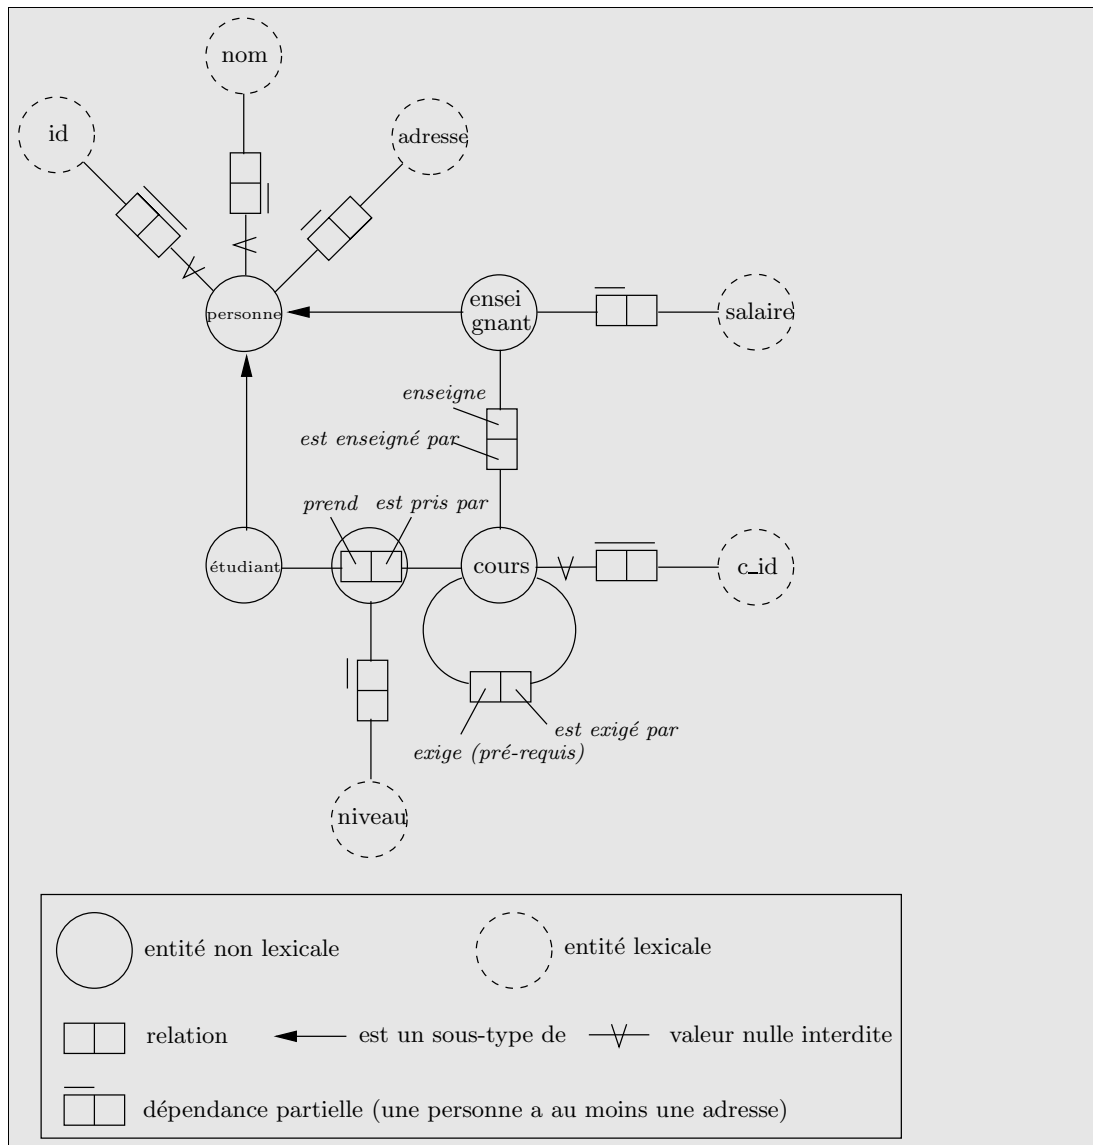 nom
id
adresse
personne
ensei
gnant
salaire
enseigne
est enseigné par
prend
est pris par
étudiant
cours
c_id
est exigé par
exige (pré-requis)
niveau
entité non lexicale
entité lexicale
relation
est un sous-type de
valeur nulle interdite
dépendance partielle (une personne a au moins une adresse)